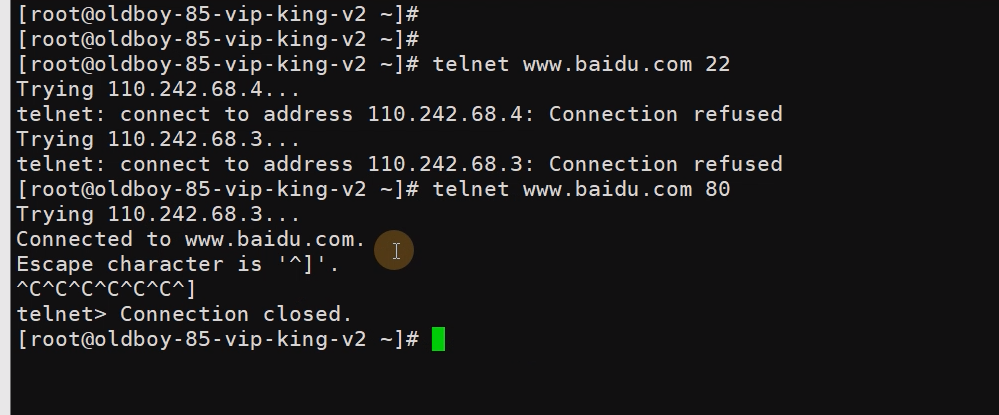 [root@oldboy-85-vip-king-v2 ~]#
[root@oldboy-85-vip-king-v2 ~]#
[root@oldboy-85-vip-king-v2 ~]# telnet www.baidu.com 22
Trying 110.242.68.4...
telnet: connect to address 110.242.68.4: Connection refused
Trying 110.242.68.3...
telnet: connect to address 110.242.68.3: Connection refused
[root@oldboy-85-vip-king-v2 ~]# telnet www.baidu.com 80
Trying 110.242.68.3...
Connected to www.baidu.com.
Escape character is '^]'.
^C^C^C^C^C^C^]
telnet> Connection closed.
[root@oldboy-85-vip-king-v2 ~]#